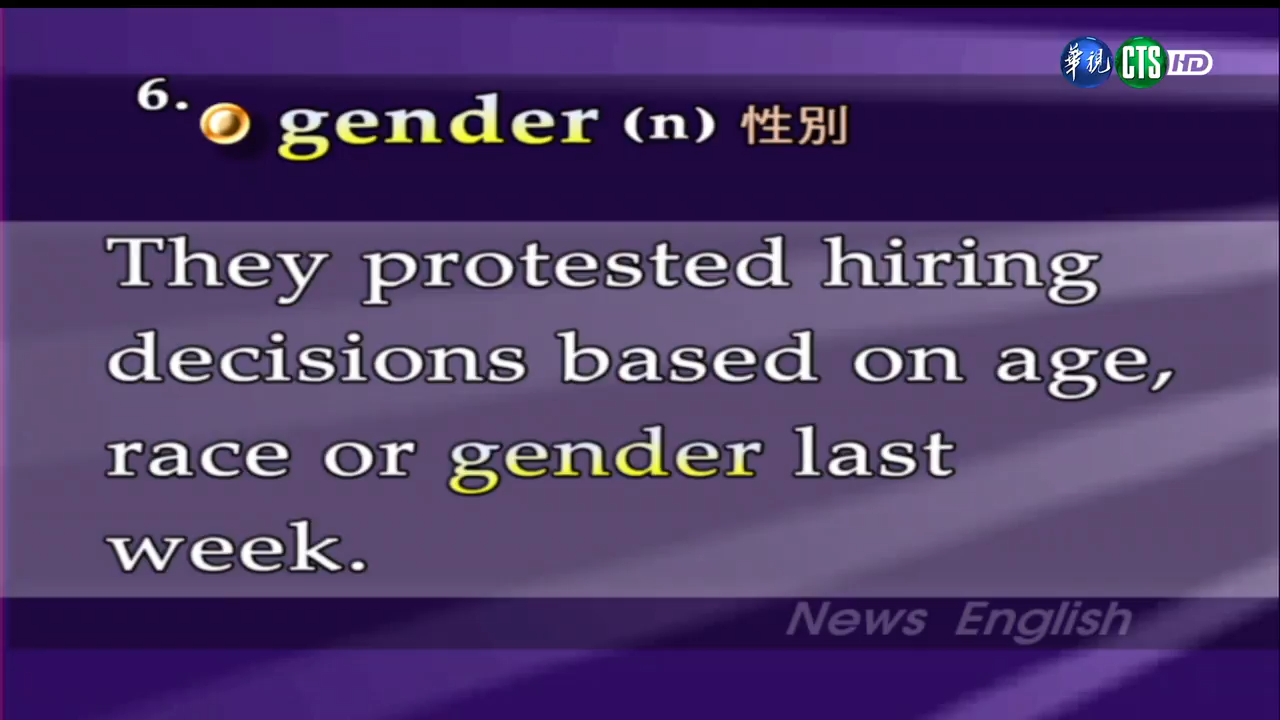 華視 CTS HD
6. gender (n) 性別
They protested hiring
decisions based on age,
race or gender last
week.
News English